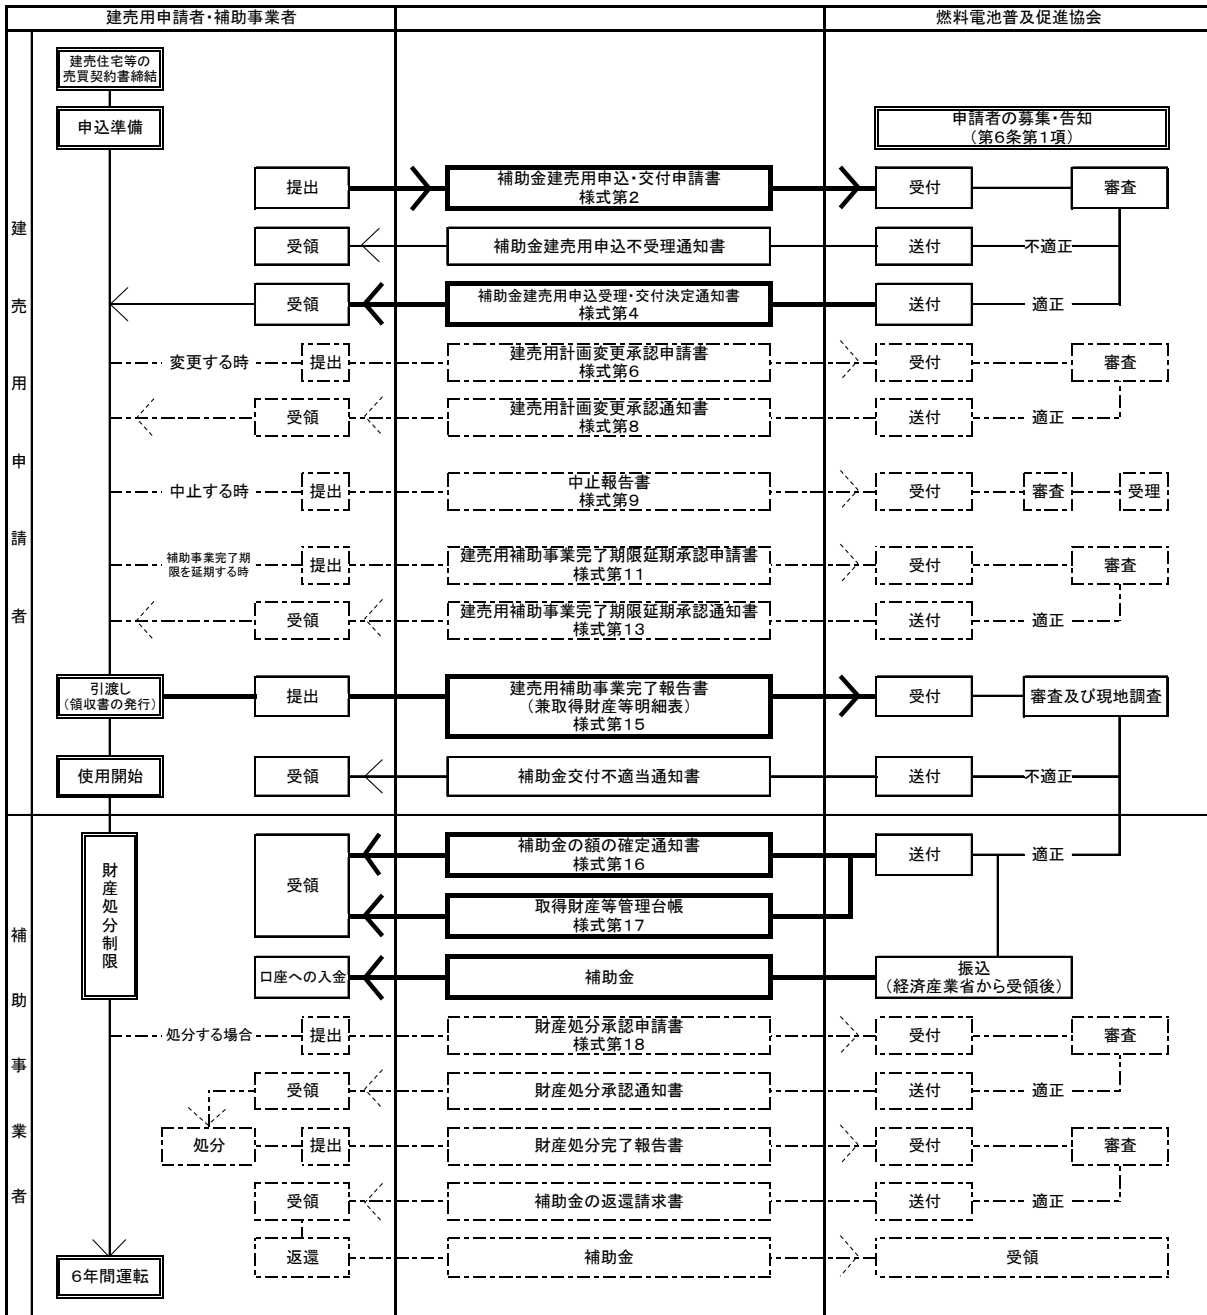 建売用申請者・補助事業者
燃料電池普及促進協会
建売用申請者
建売住宅等の
売買契約書締結
申込準備
申請者の募集・告知
（第6条第1項）
提出
補助金建売用申込・交付申請書
様式第2
受付
審査
受領
補助金建売用申込不受理通知書
送付
不適正
受領
補助金建売用申込受理・交付決定通知書
様式第4
送付
適正
変更する時
提出
建売用計画変更承認申請書
様式第6
受付
審査
受領
建売用計画変更承認通知書
様式第8
送付
適正
中止する時
提出
中止報告書
様式第9
受付
審査
受理
補助事業完了期
限を延期する時
提出
建売用補助事業完了期限延期承認申請書
様式第11
受付
審査
受領
建売用補助事業完了期限延期承認通知書
様式第13
送付
適正
引渡し
（領収書の発行）
提出
建売用補助事業完了報告書
（兼取得財産等明細表）
様式第15
受付
審査及び現地調査
使用開始
受領
補助金交付不適当通知書
送付
不適正
補助事業者
財産処分制限
受領
補助金の額の確定通知書
様式第16
送付
適正
取得財産等管理台帳
様式第17
口座への入金
補助金
振込
（経済産業省から受領後）
処分する場合
提出
財産処分承認申請書
様式第18
受付
審査
受領
財産処分承認通知書
送付
適正
処分
提出
財産処分完了報告書
受付
審査
受領
補助金の返還請求書
送付
適正
返還
補助金
受領
6年間運転